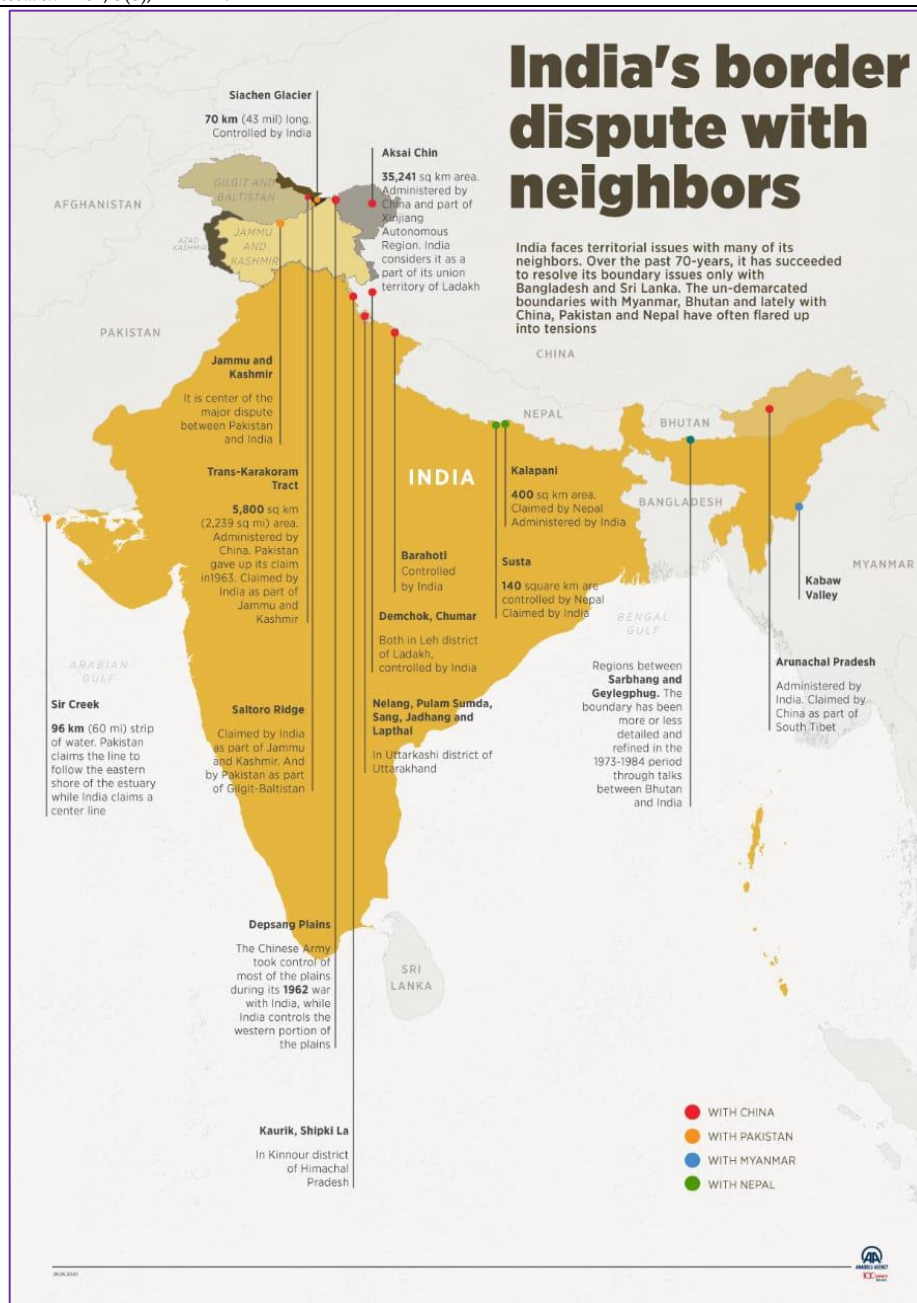 India's border
dispute with
neighbors
India faces territorial issues with many of its
neighbors. Over the past 70-years, it has succeeded
to resolve its boundary issues only with
Bangladesh and Sri Lanka. The un-demarcated
boundaries with Myanmar, Bhutan and lately with
China, Pakistan and Nepal have often flared up
into tensions
Siachen Glacier
70 km (43 mil) long.
Controlled by India
Aksai Chin
35,241 sq km area.
Administered by
China and part of
Xinjiang
Autonomous
Region. India
considers it as a
part of its union
territory of Ladakh
GILGIT AND
BALTISTAN
AFGHANISTAN
AZAD
KASHMIR
JAMMU
AND
KASHMIR
PAKISTAN
CHINA
Jammu and
Kashmir
It is center of the
major dispute
between Pakistan
and India
NEPAL
BHUTAN
Trans-Karakoram
Tract
5,800 sq km
(2,239 sq mi) area.
Administered by
China. Pakistan
gave up its claim
in1963. Claimed by
India as part of
Jammu and
Kashmir
INDIA
Kalapani
400 sq km area.
Claimed by Nepal
Administered by India
BANGLADESH
Barahoti
Controlled
by India
Susta
140 square km are
controlled by Nepal
Claimed by India
MYANMAR
Kabaw
Valley
Demchok, Chumar
Both in Leh district
of Ladakh,
controlled by India
BENGAL
GULF
ARABIAN
GULF
Sir Creek
96 km (60 mi) strip
of water. Pakistan
claims the line to
follow the eastern
shore of the estuary
while India claims a
center line
Saltoro Ridge
Claimed by India
as part of Jammu
and Kashmir. And
by Pakistan as part
of Gilgit-Baltistan
Nelang, Pulam Sumda,
Sang, Jadhang and
Lapthal
In Uttarkashi district of
Uttarakhand
Regions between
Sarbhang and
Geylegphug. The
boundary has been
more or less
detailed and
refined in the
1973-1984 period
through talks
between Bhutan
and India
Arunachal Pradesh
Administered by
India. Claimed by
China as part of
South Tibet
Depsang Plains
The Chinese Army
took control of
most of the plains
during its 1962 war
with India, while
India controls the
western portion of
the plains
SRI
LANKA
Kaurik, Shipki La
In Kinnour district
of Himachal
Pradesh
WITH CHINA
WITH PAKISTAN
WITH MYANMAR
WITH NEPAL
AA
ANADOLU AGENCY